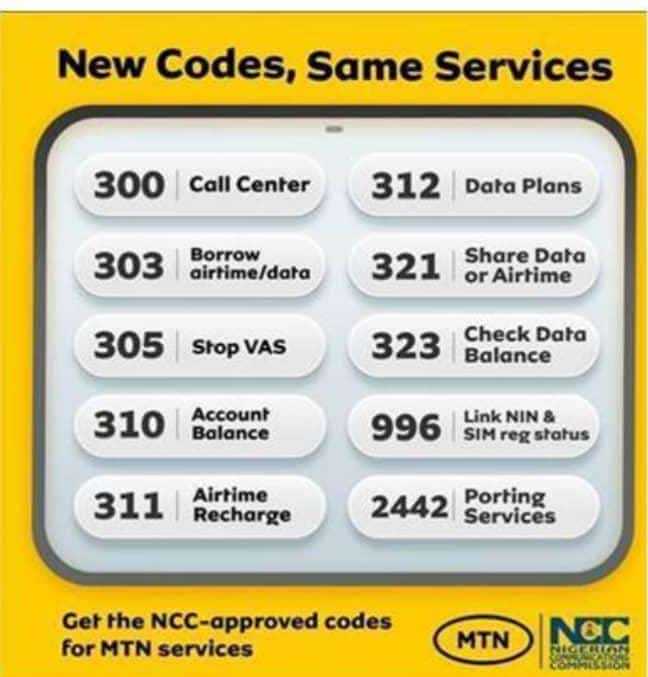 New Codes, Same Services
300 Call Center
312 Data Plans
303 Borrow
airtime/data
321 Share Data
or Airtime
305 Stop VAS
323 Check Data
Balance
310 Account
Balance
996 Link NIN &
SIM reg status
311 Airtime
Recharge
2442 Porting
Services
Get the NCC-approved codes
for MTN services
MTN
NCC
NIGERIAN
COMMUNICATIONS
COMMISSION